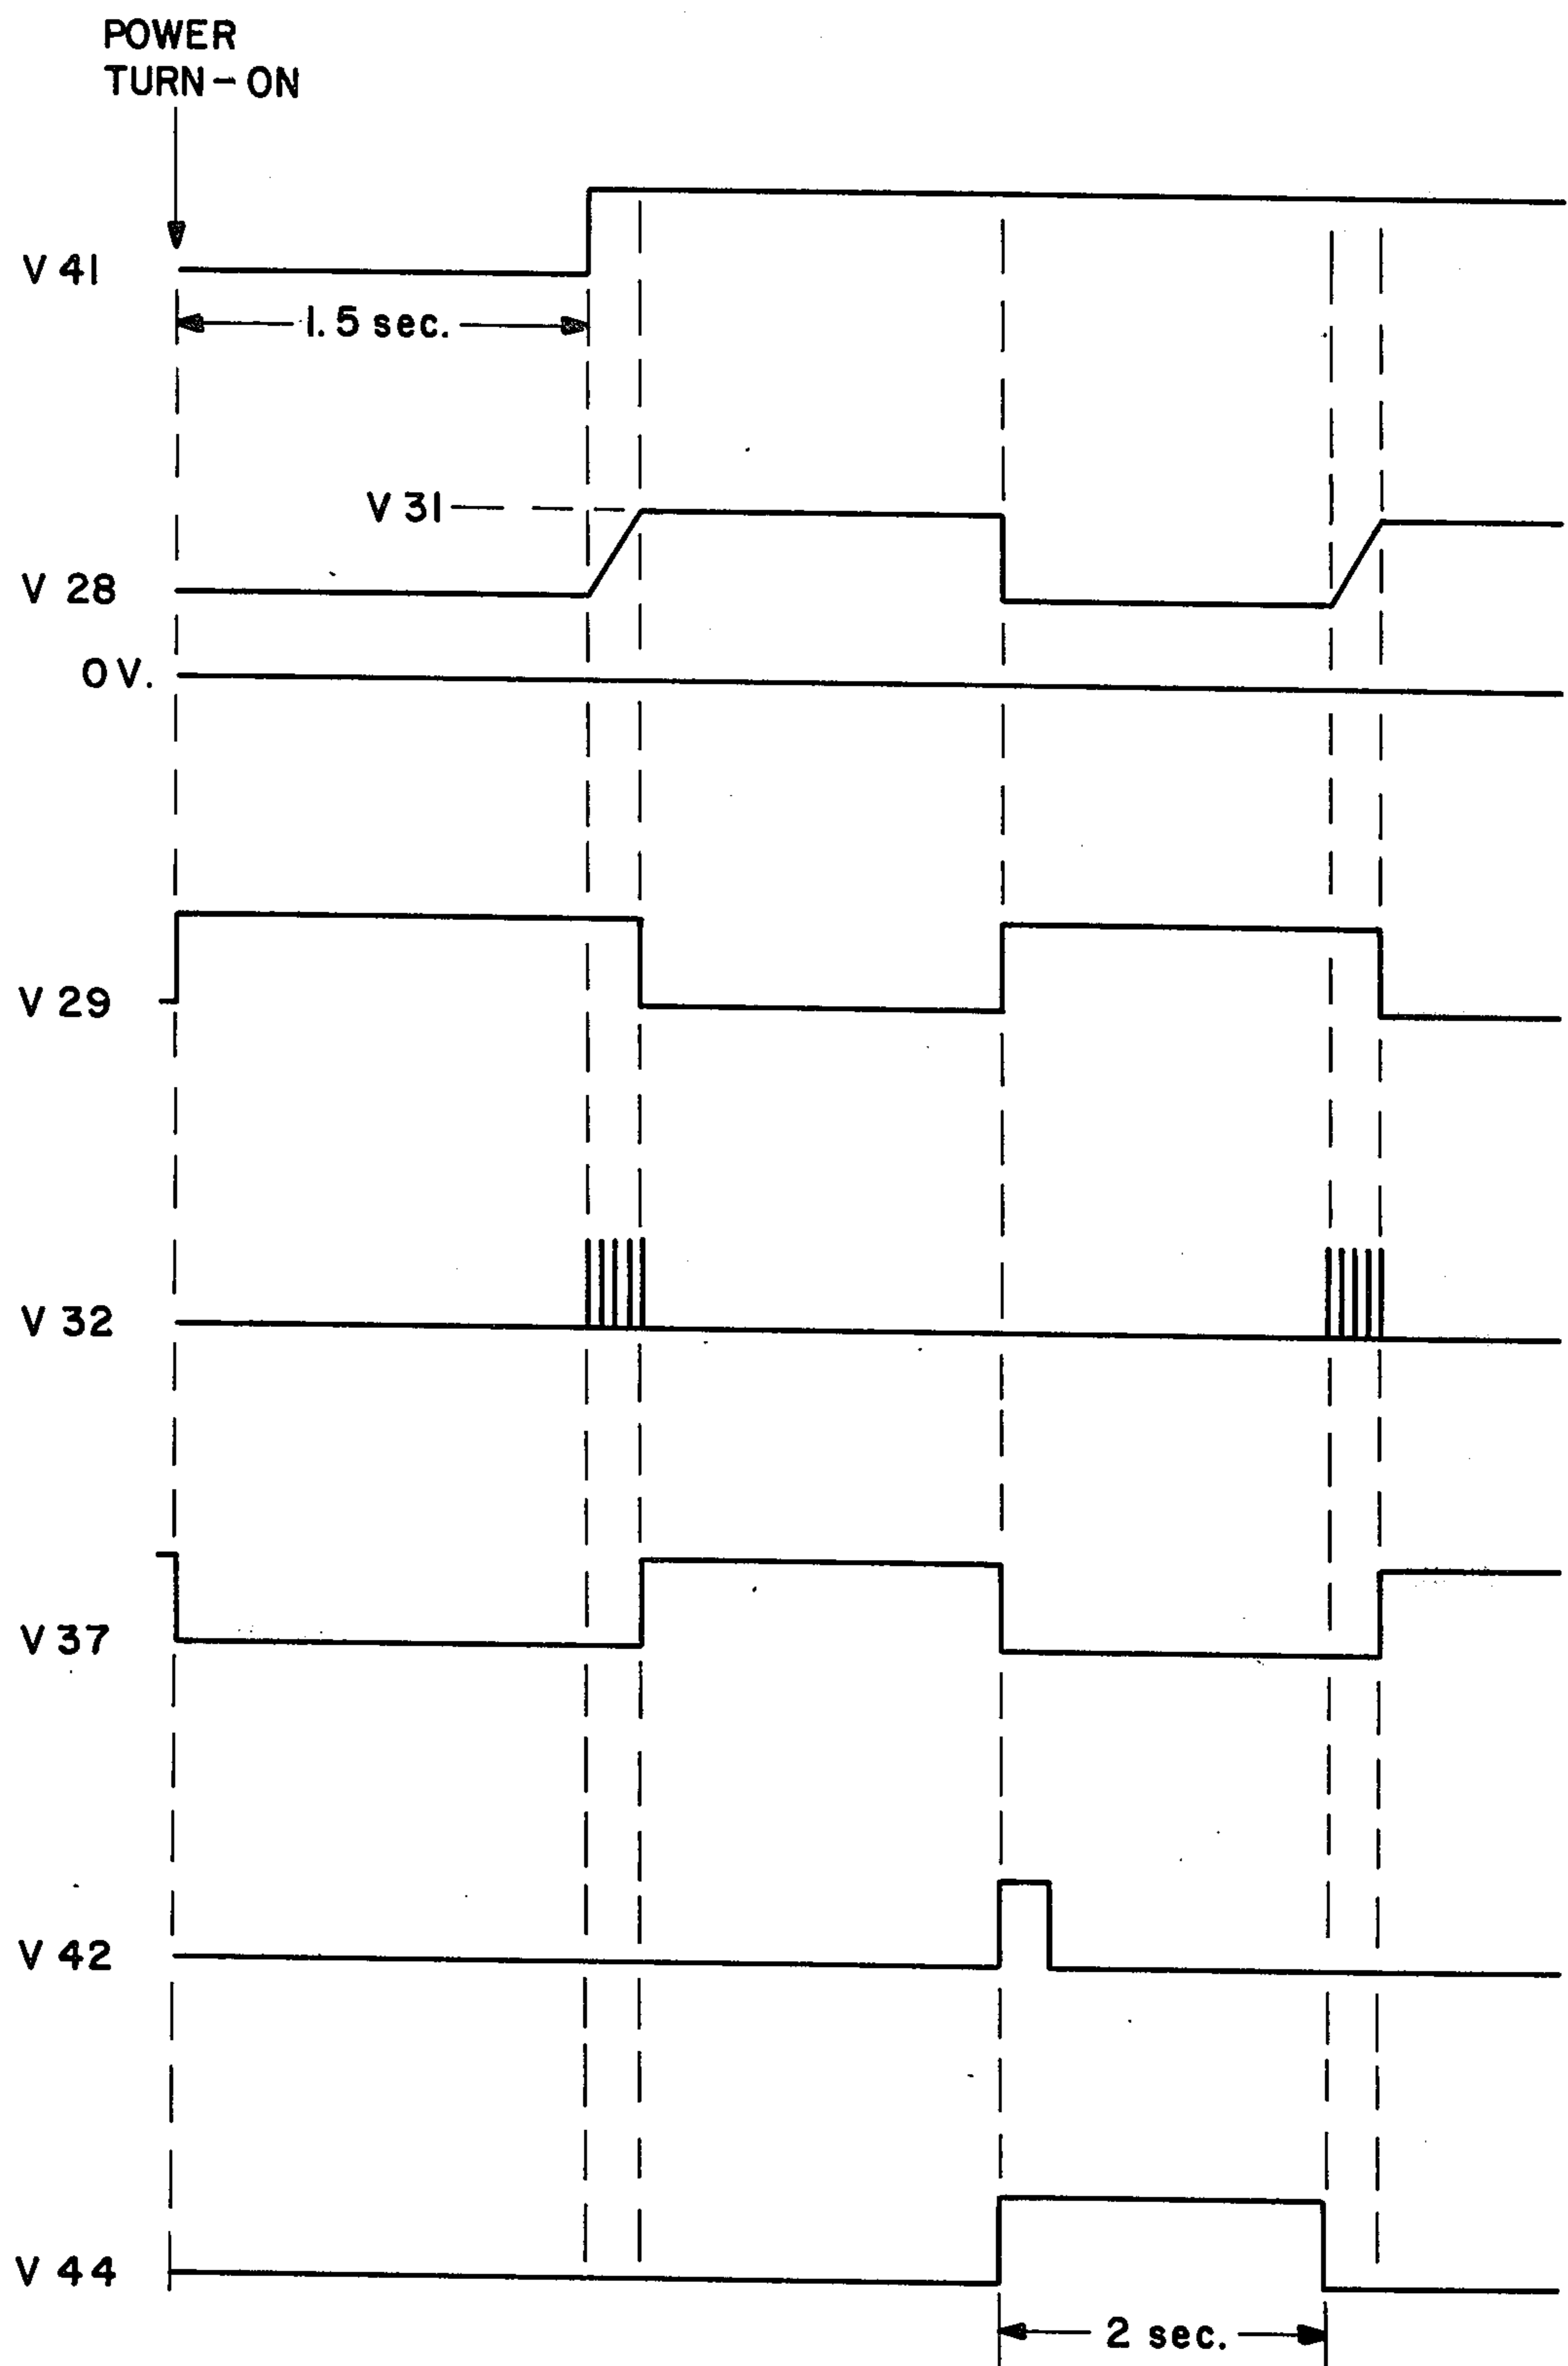 POWER
TURN-ON
V 41
1.5 sec.
V 31
V 28
0 V.
V 29
V 32
V 37
V 42
V 44
2 sec.